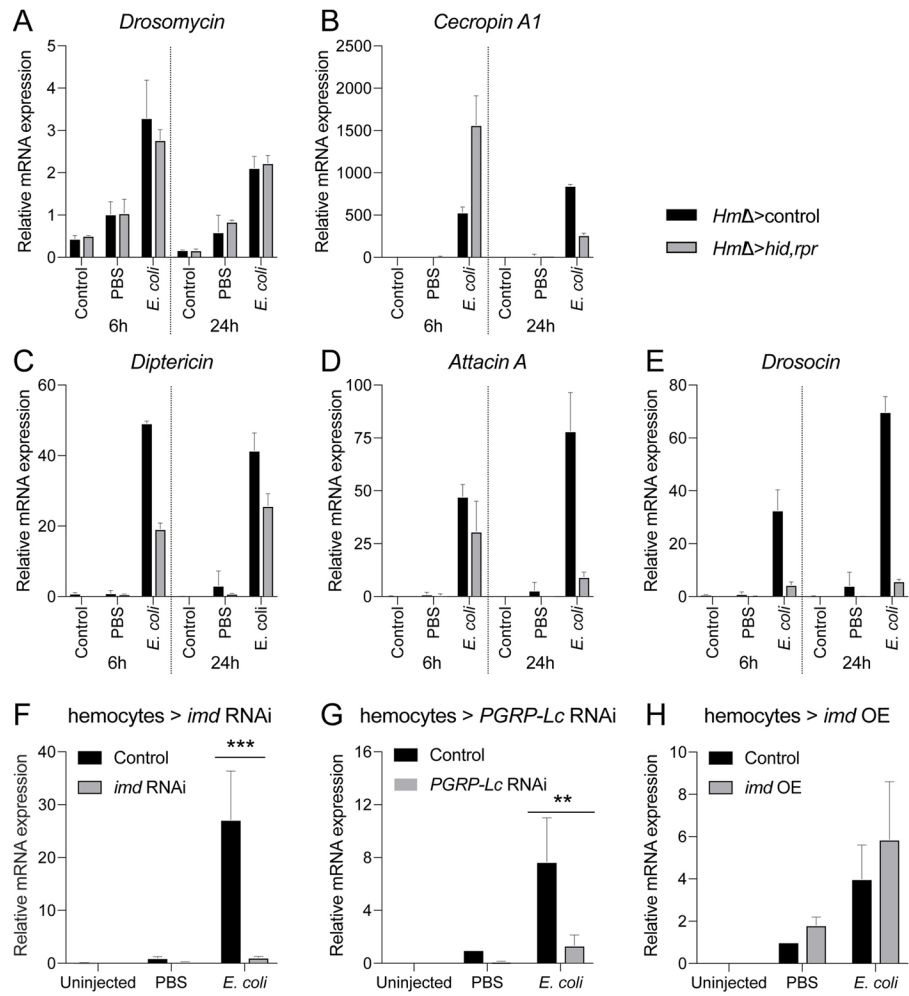 A Drosomycin
Relative mRNA expression
5
4
3
2
1
0
Control PBS E. coli Control PBS E. coli
6h 24h
B Cecropin A1
Relative mRNA expression
2500
2000
1500
1000
500
0
Control PBS E. coli Control PBS E. coli
6h 24h
HmΔ>control
HmΔ>hid,rpr
C Diptericin
Relative mRNA expression
60
40
20
0
Control PBS E. coli Control PBS E. coli
6h 24h
D Attacin A
Relative mRNA expression
100
75
50
25
0
Control PBS E. coli Control PBS E. coli
6h 24h
E Drosocin
Relative mRNA expression
80
60
40
20
0
Control PBS E. coli Control PBS E. coli
6h 24h
F hemocytes > imd RNAi
Relative mRNA expression
40
30
20
10
0
Control
imd RNAi
***
Uninjected PBS E. coli
G hemocytes > PGRP-Lc RNAi
Relative mRNA expression
16
12
8
4
0
Control
PGRP-Lc RNAi
**
Uninjected PBS E. coli
H hemocytes > imd OE
Relative mRNA expression
10
8
6
4
2
0
Control
imd OE
Uninjected PBS E. coli